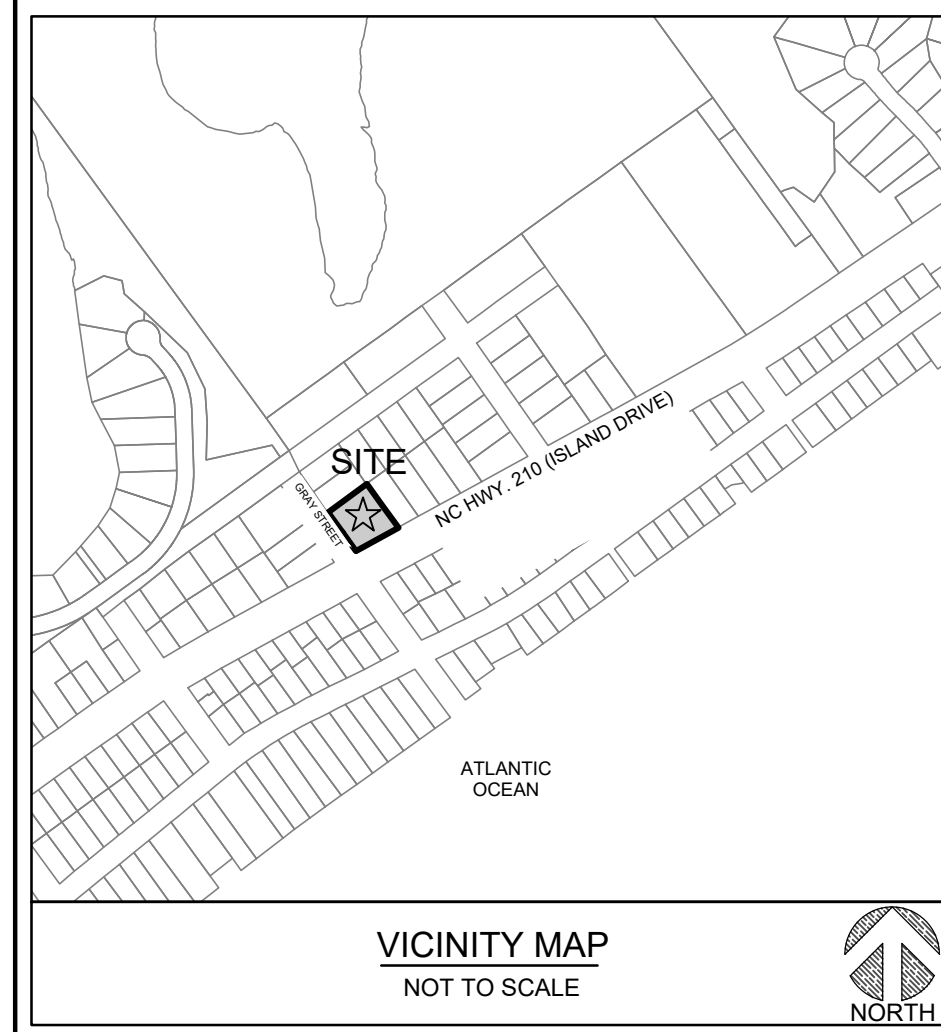 SITE
GRAY STREET
NC HWY. 210 (ISLAND DRIVE)
ATLANTIC
OCEAN
VICINITY MAP
NOT TO SCALE
NORTH